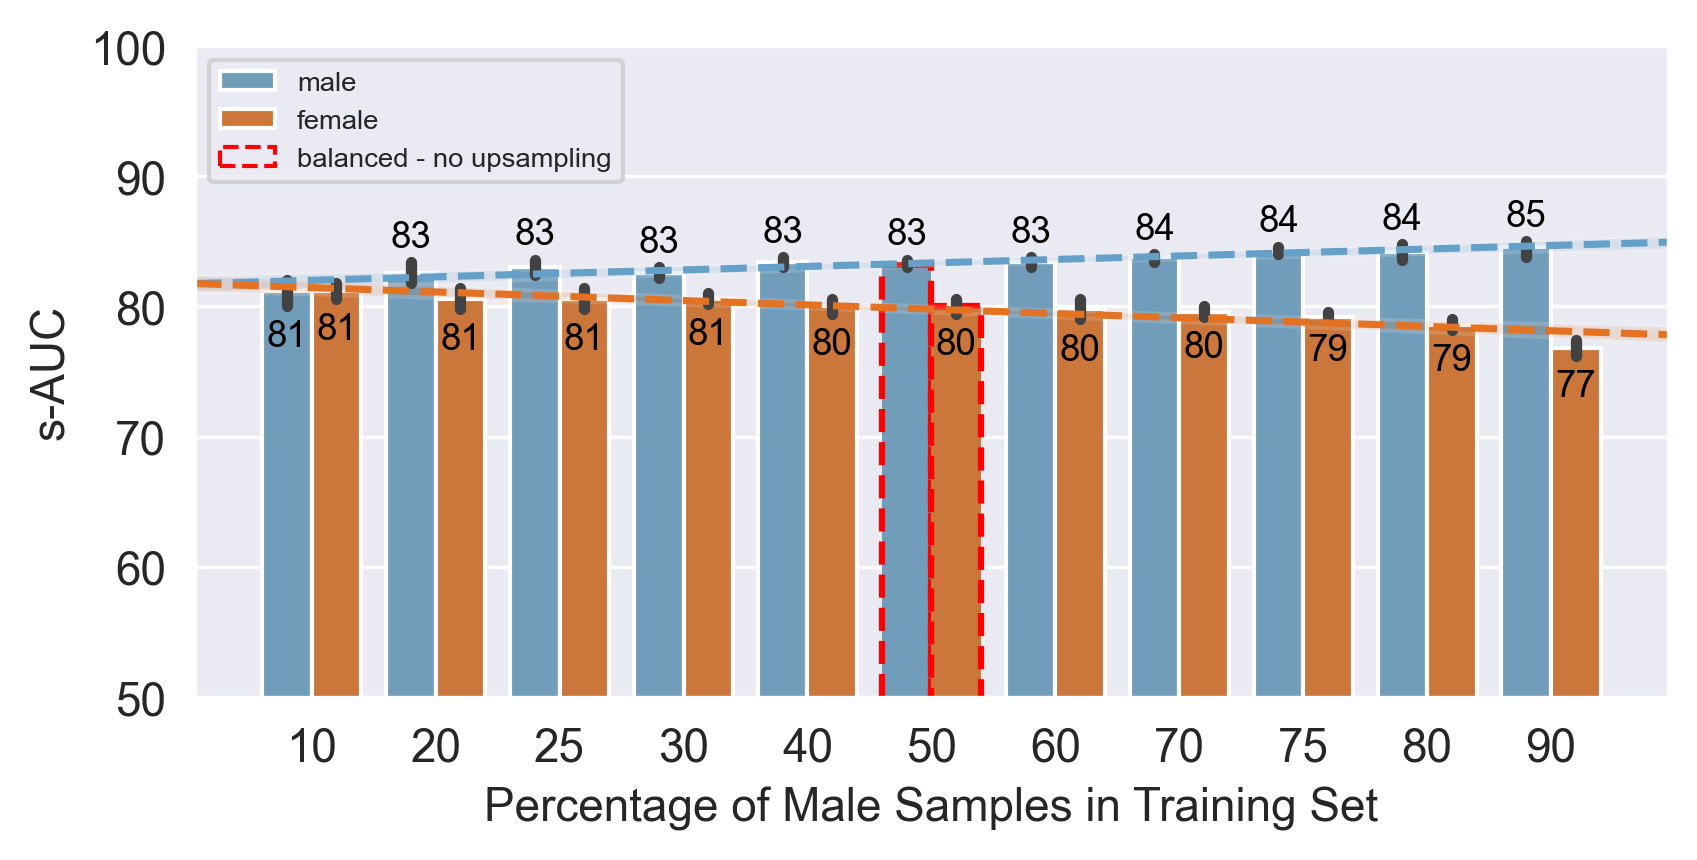 100
90
80
70
60
50
s-AUC
male
female
balanced - no upsampling
81 81 83 81 83 81 83 81 83 80 83 80 83 80 84 80 84 79 84 79 85 77
10 20 25 30 40 50 60 70 75 80 90
Percentage of Male Samples in Training Set